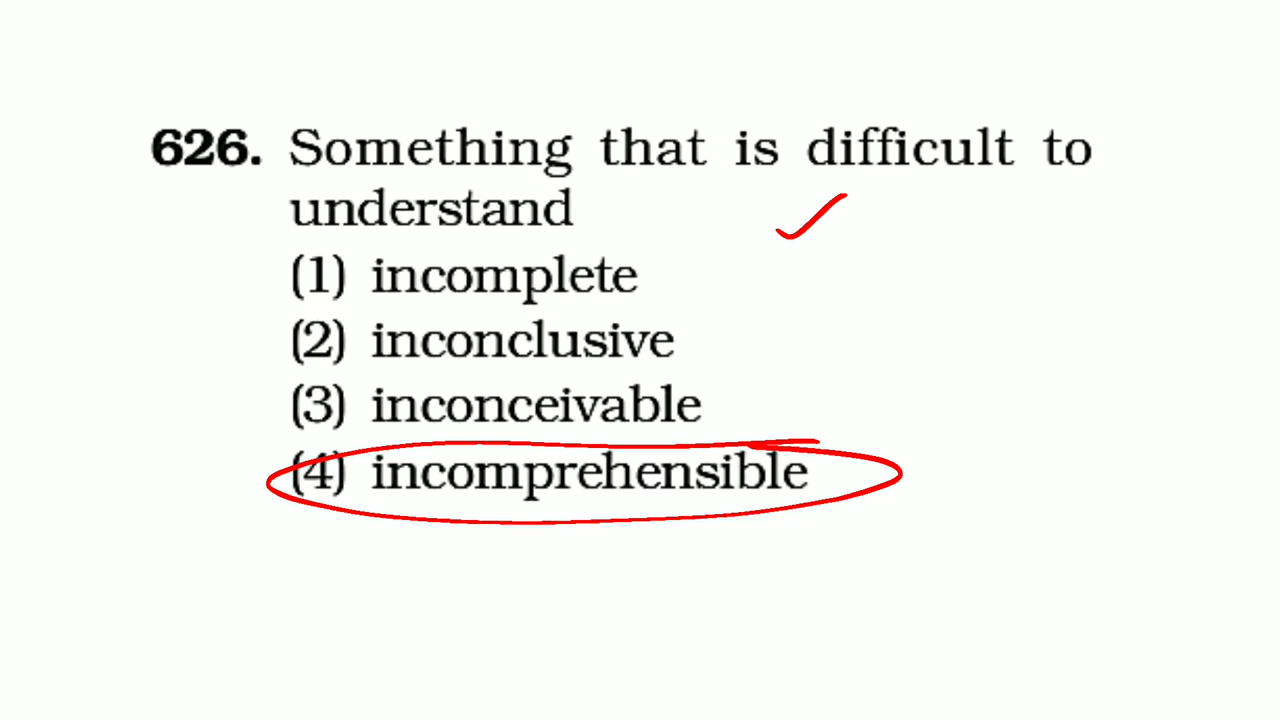 626. Something that is difficult to
understand
(1) incomplete
(2) inconclusive
(3) inconceivable
(4) incomprehensible